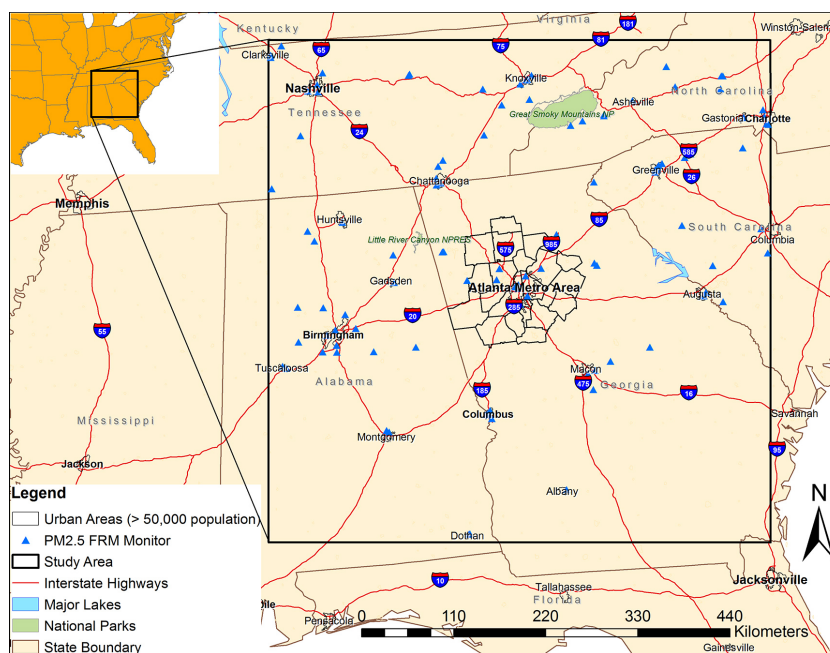 Kentucky
Virginia
181
Winston-Salem
65
75
81
Clarksville
Nashville
Knoxville
Tennessee
Asheville
North Carolina
Great Smoky Mountains NP
Gastonia
Charlotte
24
585
Chattanooga
Greenville
26
Memphis
Huntsville
85
South Carolina
Little River Canyon NPRES
575
985
Columbia
Gadsden
Atlanta Metro Area
Augusta
285
20
55
Birmingham
Tuscaloosa
Macon
Alabama
185
475
Georgia
16
Columbus
Savannah
Mississippi
Montgomery
95
Jackson
Albany
N
Dothan
Legend
Urban Areas (> 50,000 population)
PM2.5 FRM Monitor
Study Area
Interstate Highways
Major Lakes
National Parks
State Boundary
10
Tallahassee
Jacksonville
Florida
ille
Pensacola
0 110 220 330 440
Kilometers
Gainesville